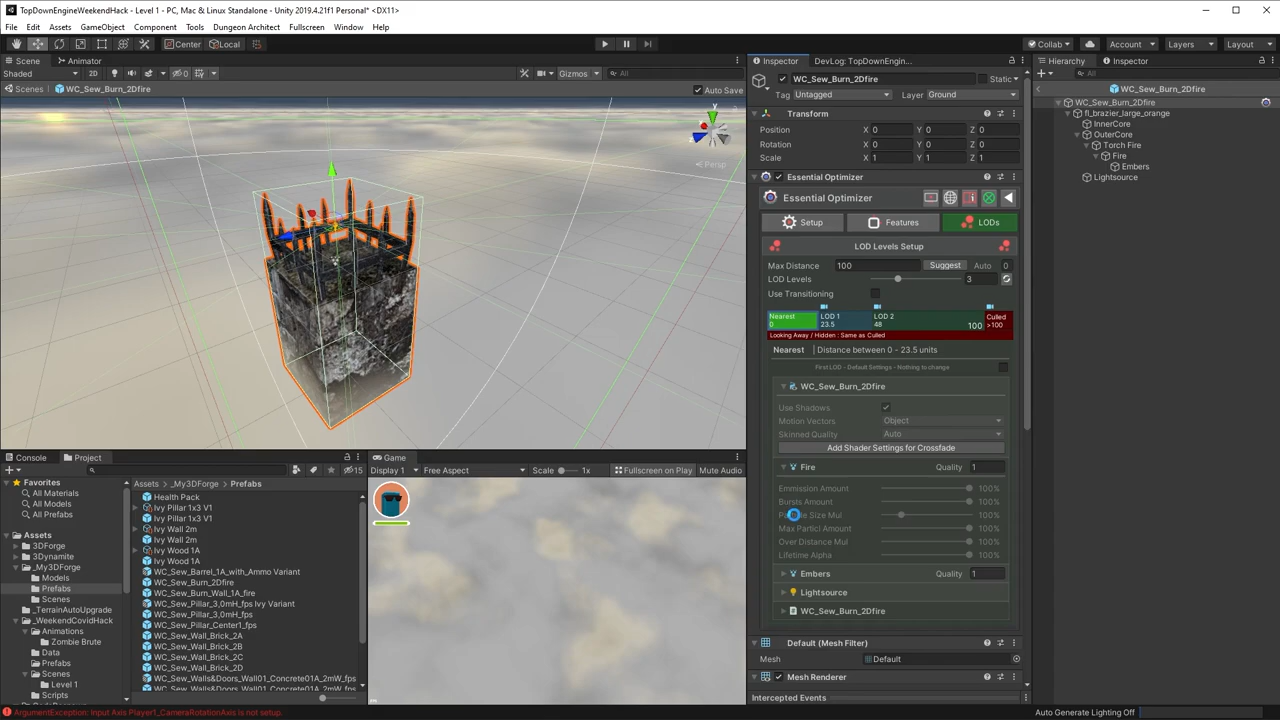 TopDownEngineWeekendHack - Level 1 - PC, Mac & Linux Standalone - Unity 2019.4.21f1 Personal* <DX11>
File Edit Assets GameObject Component Tools Dungeon Architect Fullscreen Window Help
Center Local Collab Account Layers Layout
Scene Animator
Shaded 2D 0 Gizmos All
Scenes WC_Sew_Burn_2Dfire Auto Save
y
Persp
Inspector DevLog: TopDownEngin...
WC_Sew_Burn_2Dfire Static
Tag Untagged Layer Ground
Transform
Position X 0 Y 0 Z 0
Rotation X 0 Y 0 Z 0
Scale X 1 Y 1 Z 1
Essential Optimizer
Essential Optimizer
Setup Features LODs
LOD Levels Setup
Max Distance 100 Suggest Auto 0
LOD Levels 3
Use Transitioning
Nearest LOD 1 LOD 2 Culled
0 23.5 48 100 >100
Looking Away / Hidden : Same as Culled
Nearest | Distance between 0 - 23.5 units
First LOD - Default Settings - Nothing to change
WC_Sew_Burn_2Dfire
Use Shadows
Motion Vectors Object
Skinned Quality Auto
Add Shader Settings for Crossfade
Fire Quality 1
Emmission Amount 100%
Bursts Amount 100%
Size Mul 100%
Max Particl Amount 100%
Over Distance Mul 100%
Lifetime Alpha 100%
Embers Quality 1
Lightsource
WC_Sew_Burn_2Dfire
Default (Mesh Filter)
Mesh Default
Mesh Renderer
Intercepted Events
Hierarchy Inspector
All
WC_Sew_Burn_2Dfire
WC_Sew_Burn_2Dfire
fl_brazier_large_orange
InnerCore
OuterCore
Torch Fire
Fire
Embers
Lightsource
Console Project
15
Favorites
All Materials
All Models
All Prefabs
Assets
3DForge
3Dynamite
_My3DForge
Models
Prefabs
Scenes
_TerrainAutoUpgrade
_WeekendCovidHack
Animations
Zombie Brute
Data
Prefabs
Scenes
Level 1
Scripts
Assets _My3DForge Prefabs
Health Pack
Ivy Pillar 1x3 V1
Ivy Pillar 1x3 V1
Ivy Wall 2m
Ivy Wall 2m
Ivy Wood 1A
Ivy Wood 1A
WC_Sew_Barrel_1A_with_Ammo Variant
WC_Sew_Burn_2Dfire
WC_Sew_Burn_Wall_1A_fire
WC_Sew_Pillar_3,0mH_fps Ivy Variant
WC_Sew_Pillar_3,0mH_fps
WC_Sew_Pillar_Center1_fps
WC_Sew_Wall_Brick_2A
WC_Sew_Wall_Brick_2B
WC_Sew_Wall_Brick_2C
WC_Sew_Wall_Brick_2D
WC_Sew_Walls&Doors_Wall01_Concrete01A_2mW_fps
WC_Sew_Walls&Doors_Wall01_Concrete01A_2mW_fps
Game
Display 1 Free Aspect Scale 1x Fullscreen on Play Mute Audio
ArgumentException: Input Axis Player1_CameraRotationAxis is not setup.
Auto Generate Lighting Off